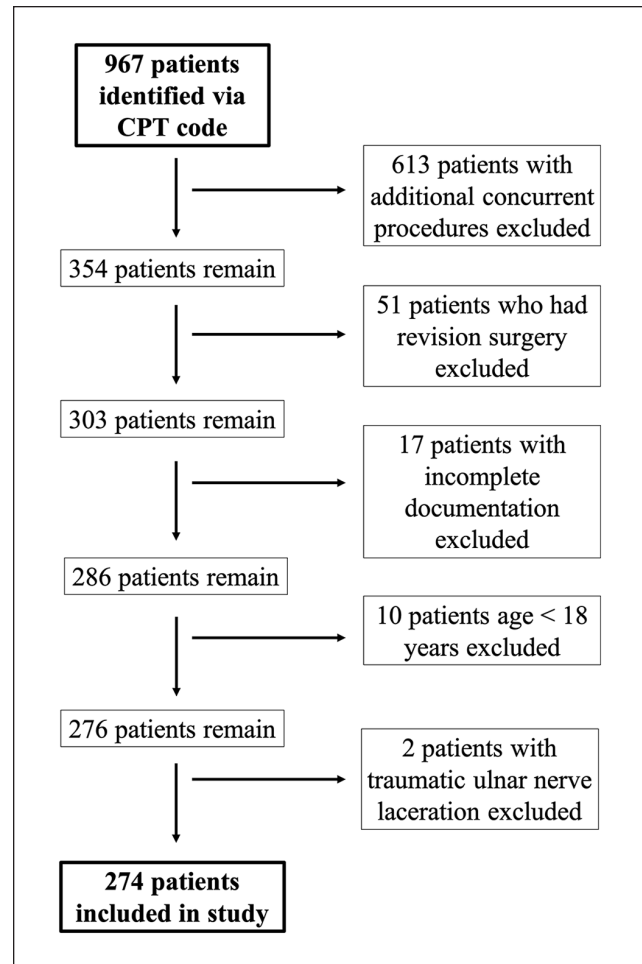 967 patients
identified via
CPT code
613 patients with
additional concurrent
procedures excluded
354 patients remain
51 patients who had
revision surgery
excluded
303 patients remain
17 patients with
incomplete
documentation
excluded
286 patients remain
10 patients age < 18
years excluded
276 patients remain
2 patients with
traumatic ulnar nerve
laceration excluded
274 patients
included in study